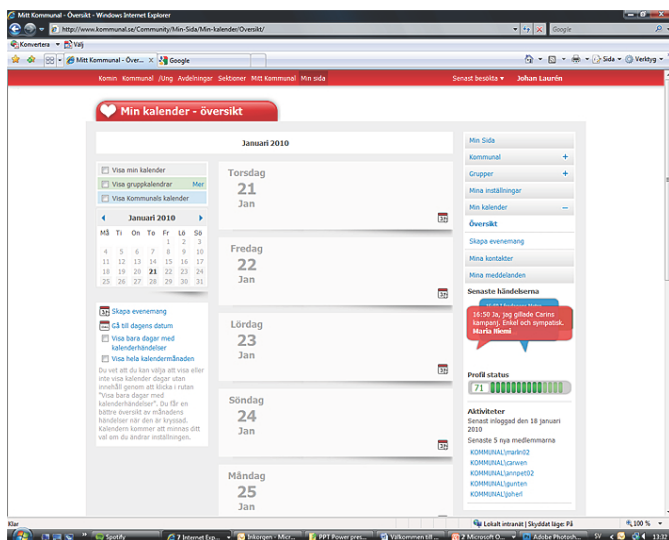 Mitt Kommunal - Översikt - Windows Internet Explorer
http://www.kommunal.se/Community/Min-Sida/Min-kalender/Oversikt/
Google
Konvertera
Välj
Mitt Kommunal - Över...
Google
Sida
Verktyg
Komin Kommunal /Ung Avdelningar Sektioner Mitt Kommunal Min sida
Senast besökta Johan Laurén
Min kalender - översikt
Januari 2010
Visa min kalender
Visa gruppkalendrar Mer
Visa Kommunals kalender
Januari 2010
Må Ti On To Fr Lö Sö
1 2 3
4 5 6 7 8 9 10
11 12 13 14 15 16 17
18 19 20 21 22 23 24
25 26 27 28 29 30 31
Skapa evenemang
Gå till dagens datum
Visa bara dagar med
kalenderhändelser
Visa hela kalendermånaden
Du vet att du kan välja att visa eller
inte visa kalender dagar utan
innehåll genom att klicka i rutan
"Visa bara dagar med
kalenderhändelser". Du får en
bättre översikt av månadens
händelser när den är kryssad.
Kalendern kommer att minnas ditt
val om du ändrar inställningen.
Torsdag
21
Jan
Fredag
22
Jan
Lördag
23
Jan
Söndag
24
Jan
Måndag
25
Jan
Min Sida
Kommunal +
Grupper +
Mina inställningar
Min kalender –
Översikt
Skapa evenemang
Mina kontakter
Mina meddelanden
Senaste händelserna
16:50 Ja, jag gillade Carins
kampanj. Enkel och sympatisk.
Maria Niemi
Profil status
71
Aktiviteter
Senast inloggad den 18 januari
2010
Senaste 5 nya medlemmarna
KOMMUNAL\malin02
KOMMUNAL\carwen
KOMMUNAL\annpet02
KOMMUNAL\gunten
KOMMUNAL\joherl
Klar
Lokalt intranät | Skyddat läge: På
100 %
Spotify
7 Internet Exp...
Inkorgen - Micr...
PPT Power pres...
Välkommen till ...
2 Microsoft O...
Adobe Photosh...
SV
13:32